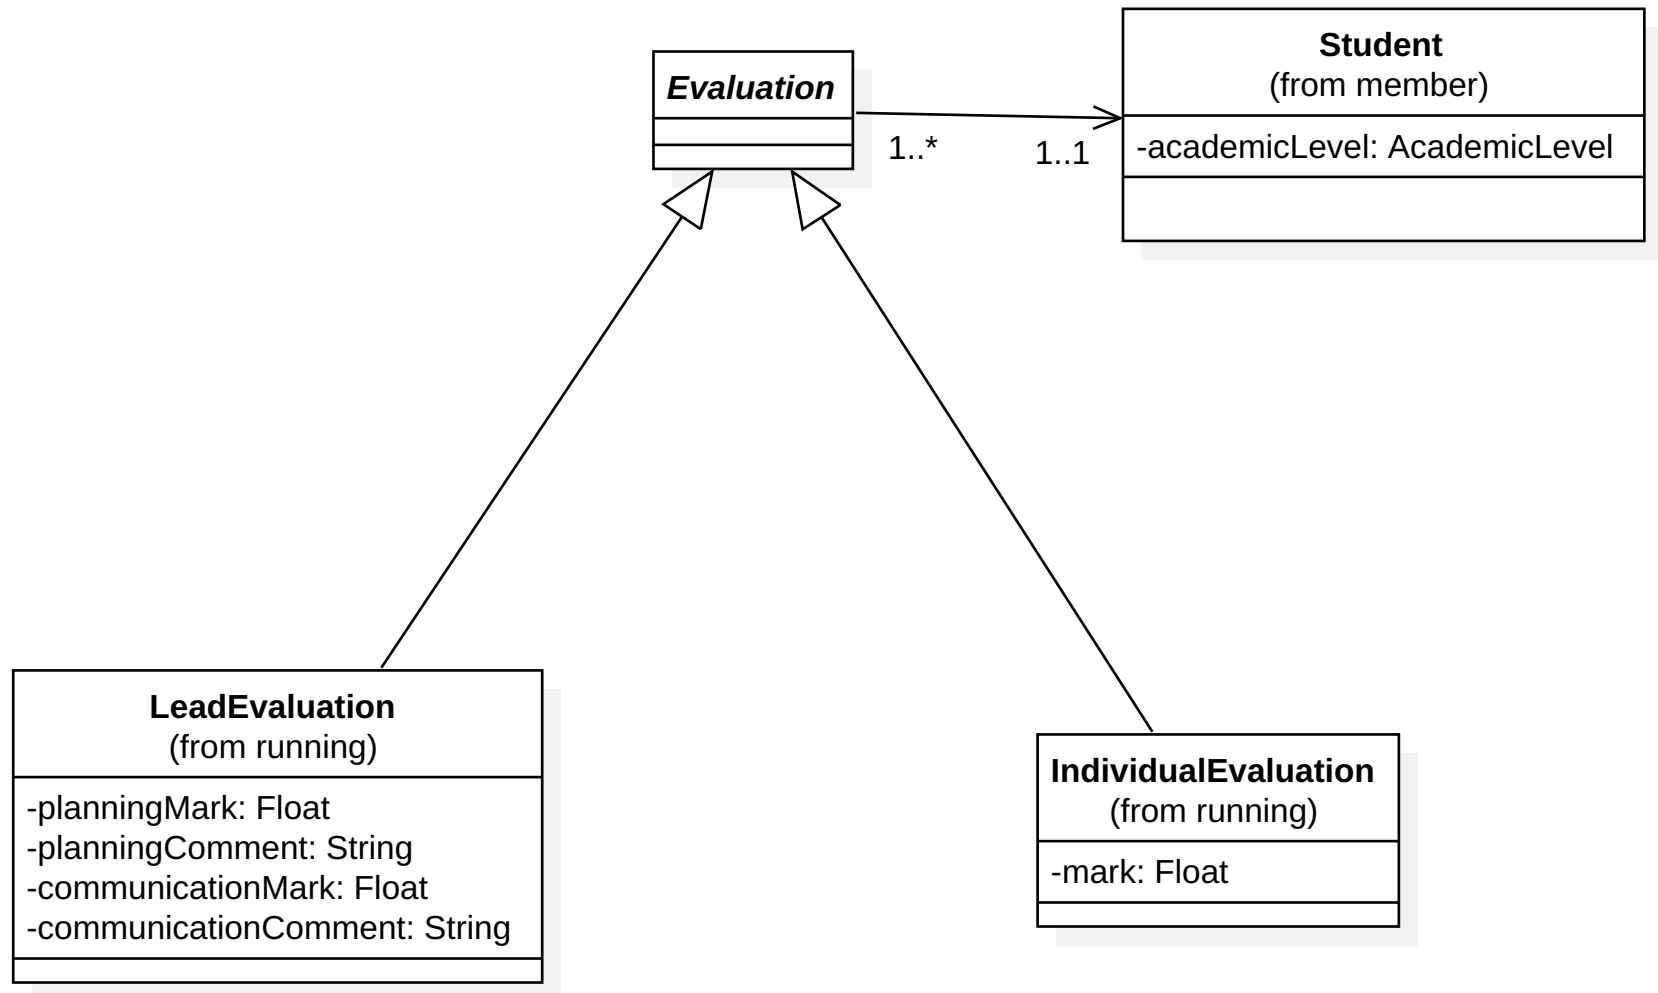 Student
(from member)
-academicLevel: AcademicLevel
Evaluation
1..*
1..1
LeadEvaluation
(from running)
-planningMark: Float
-planningComment: String
-communicationMark: Float
-communicationComment: String
IndividualEvaluation
(from running)
-mark: Float